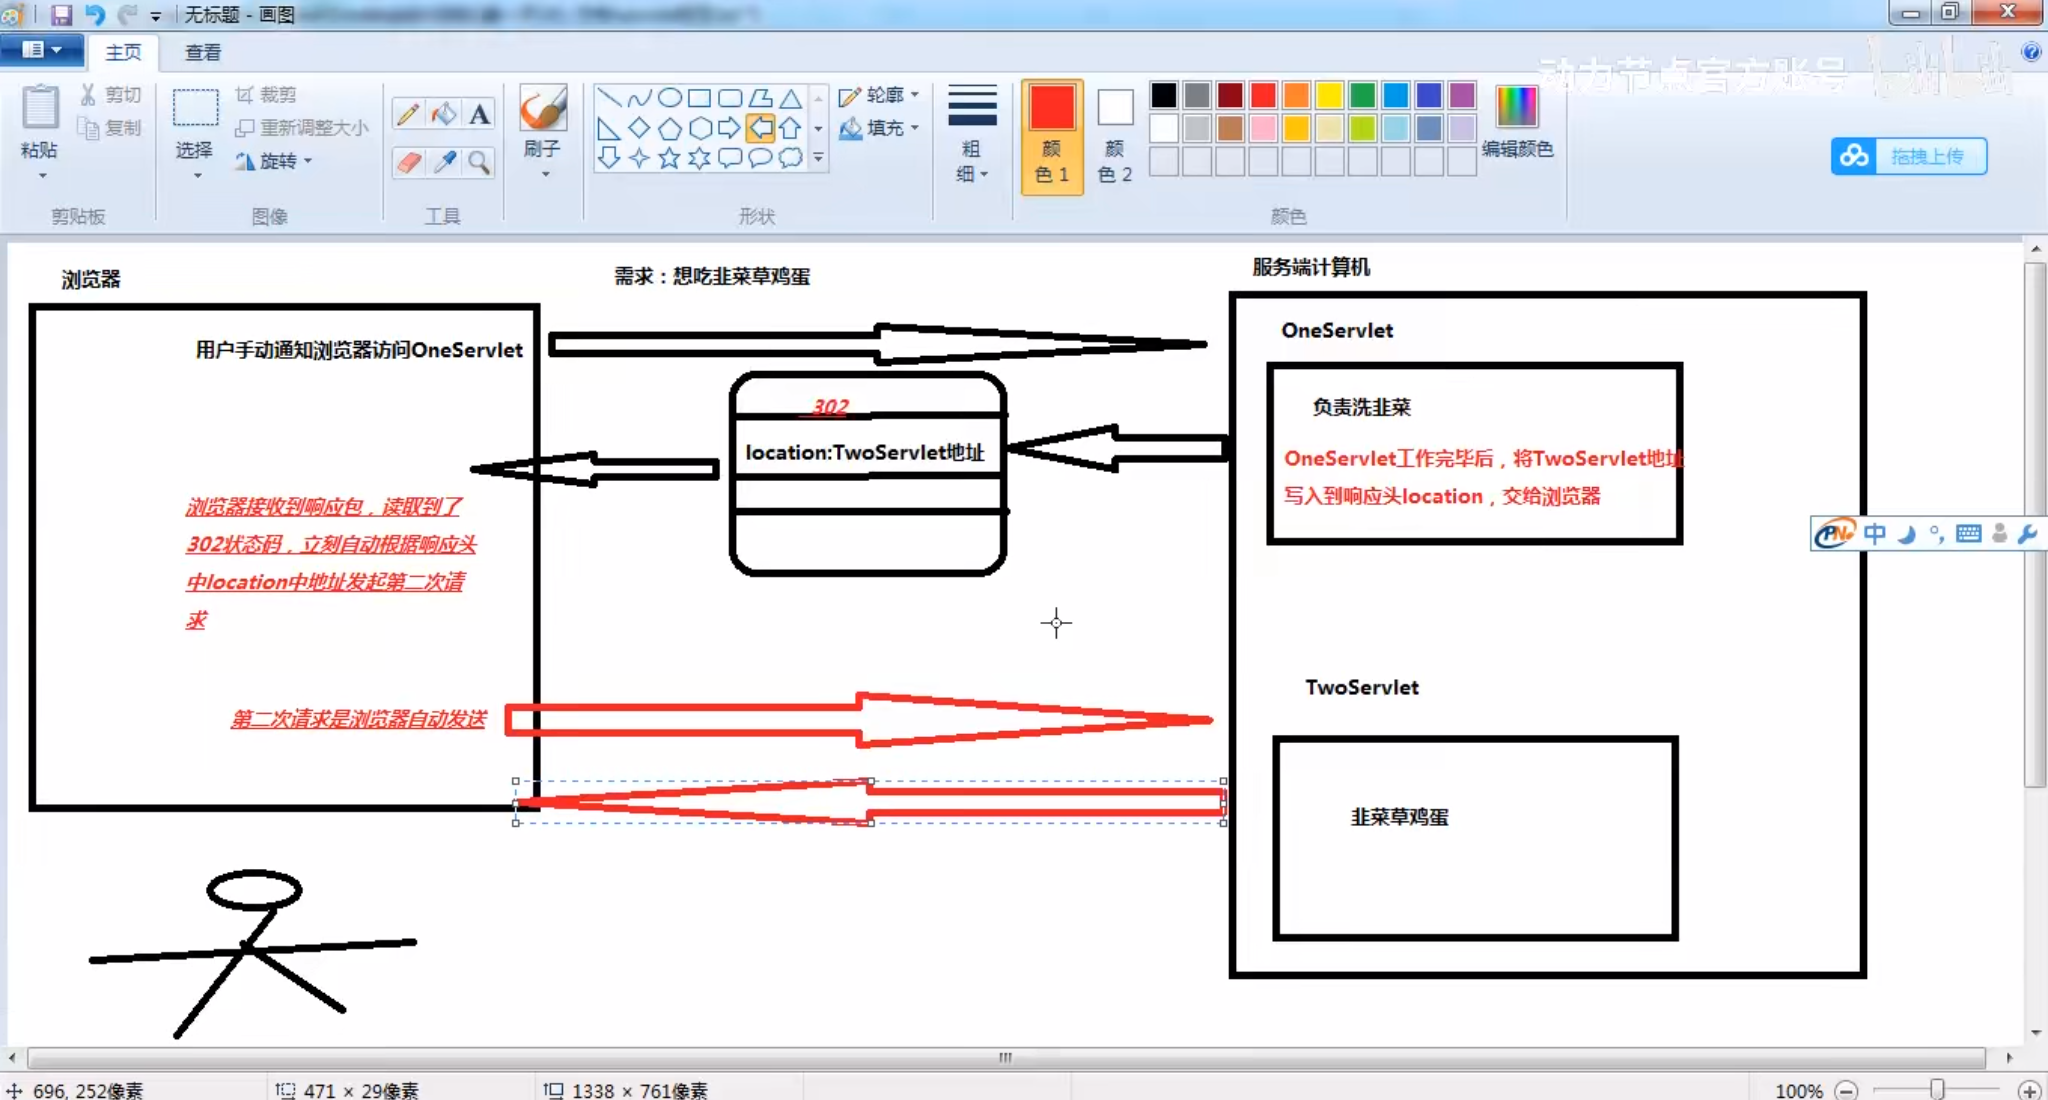 无标题 - 画图
主页
查看
动力节点官方账号
粘贴
剪切
复制
剪贴板
选择
裁剪
重新调整大小
旋转
图像
A
工具
刷子
形状
轮廓
填充
粗
细
颜
色 1
颜
色 2
编辑颜色
颜色
拖拽上传
浏览器
需求：想吃韭菜草鸡蛋
服务端计算机
用户手动通知浏览器访问OneServlet
OneServlet
302
location:TwoServlet地址
负责洗韭菜
OneServlet工作完毕后，将TwoServlet地址
写入到响应头location，交给浏览器
浏览器接收到响应包，读取到了
302状态码，立刻自动根据响应头
中location中地址发起第二次请
求
中
TwoServlet
第二次请求是浏览器自动发送
韭菜草鸡蛋
696, 252像素
471 × 29像素
1338 × 761像素
100%